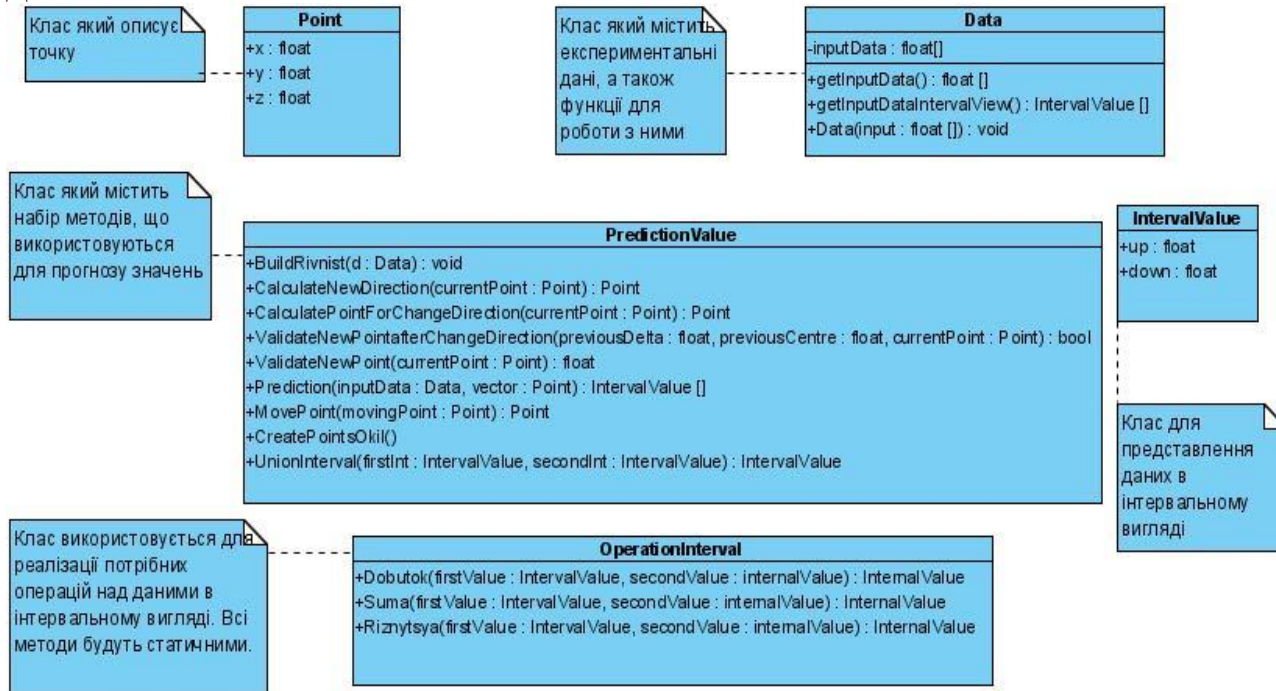 Клас який описує
точку
Point
+x : float
+y : float
+z : float
Клас який містить
експериментальні
дані, а також
функції для
роботи з ними
Data
-inputData : float[]
+getInputData() : float []
+getInputDataIntervalView() : IntervalValue []
+Data(input : float []) : void
Клас який містить
набір методів, що
використовуються
для прогнозу значень
PredictionValue
+BuildRivnist(d : Data) : void
+CalculateNewDirection(currentPoint : Point) : Point
+CalculatePointForChangeDirection(currentPoint : Point) : Point
+ValidateNewPointafterChangeDirection(previousDelta : float, previousCentre : float, currentPoint : Point) : bool
+ValidateNewPoint(currentPoint : Point) : float
+Prediction(inputData : Data, vector : Point) : IntervalValue []
+MovePoint(movingPoint : Point) : Point
+CreatePointsOkil()
+UnionInterval(firstInt : IntervalValue, secondInt : IntervalValue) : IntervalValue
IntervalValue
+up : float
+down : float
Клас для
представлення
даних в
інтервальному
вигляді
Клас використовується для
реалізації потрібних
операцій над даними в
інтервальному вигляді. Всі
методи будуть статичними.
OperationInterval
+Dobutok(firstValue : IntervalValue, secondValue : internalValue) : InternalValue
+Suma(firstValue : IntervalValue, secondValue : internalValue) : InternalValue
+Riznytsya(firstValue : IntervalValue, secondValue : internalValue) : InternalValue